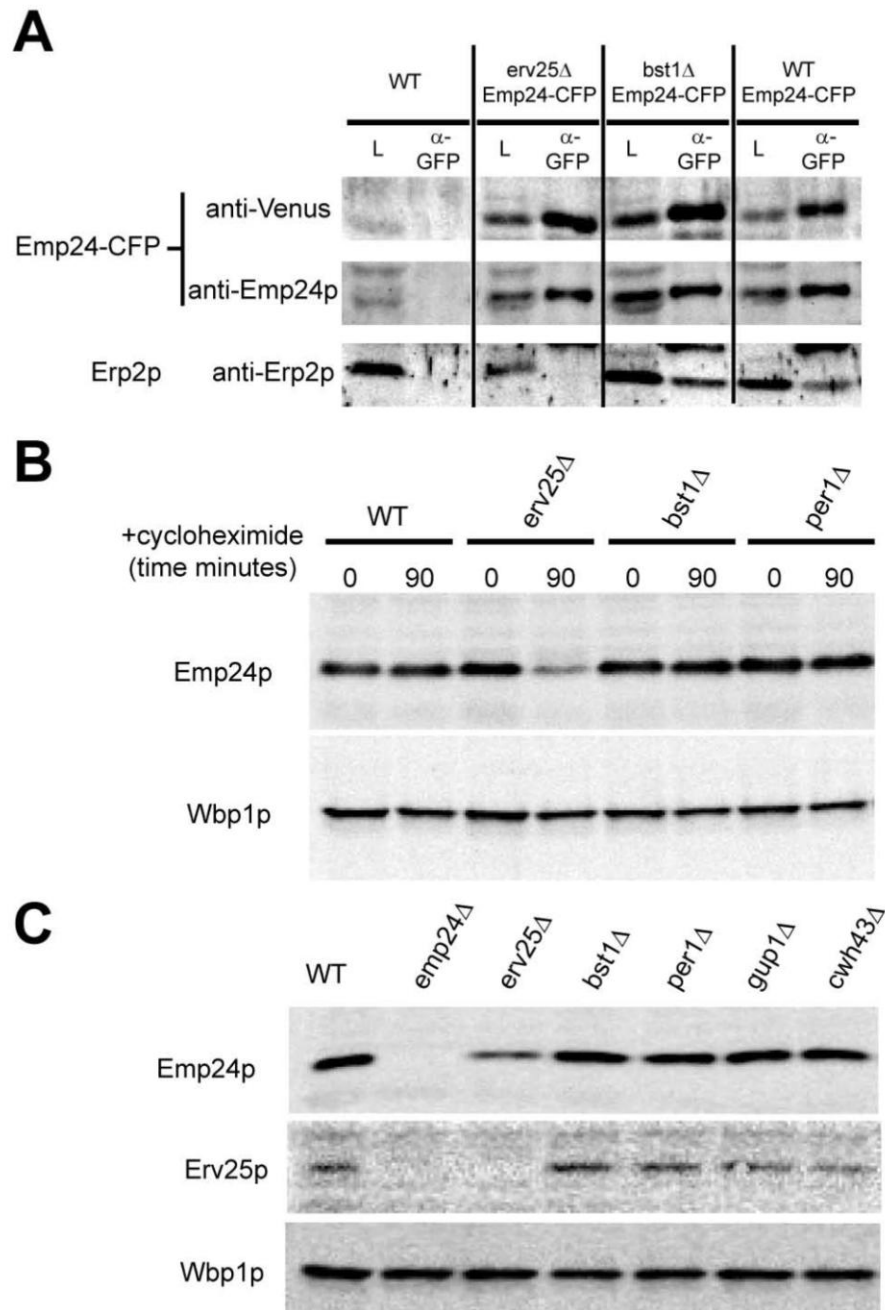 A
WT
erv25Δ
Emp24-CFP
bst1Δ
Emp24-CFP
WT
Emp24-CFP
L
α-
GFP
L
α-
GFP
L
α-
GFP
L
α-
GFP
Emp24-CFP
anti-Venus
anti-Emp24p
Erp2p
anti-Erp2p
B
WT
erv25Δ
bst1Δ
per1Δ
+cycloheximide
(time minutes)
0 90 0 90 0 90 0 90
Emp24p
Wbp1p
C
WT
emp24Δ
erv25Δ
bst1Δ
per1Δ
gup1Δ
cwh43Δ
Emp24p
Erv25p
Wbp1p